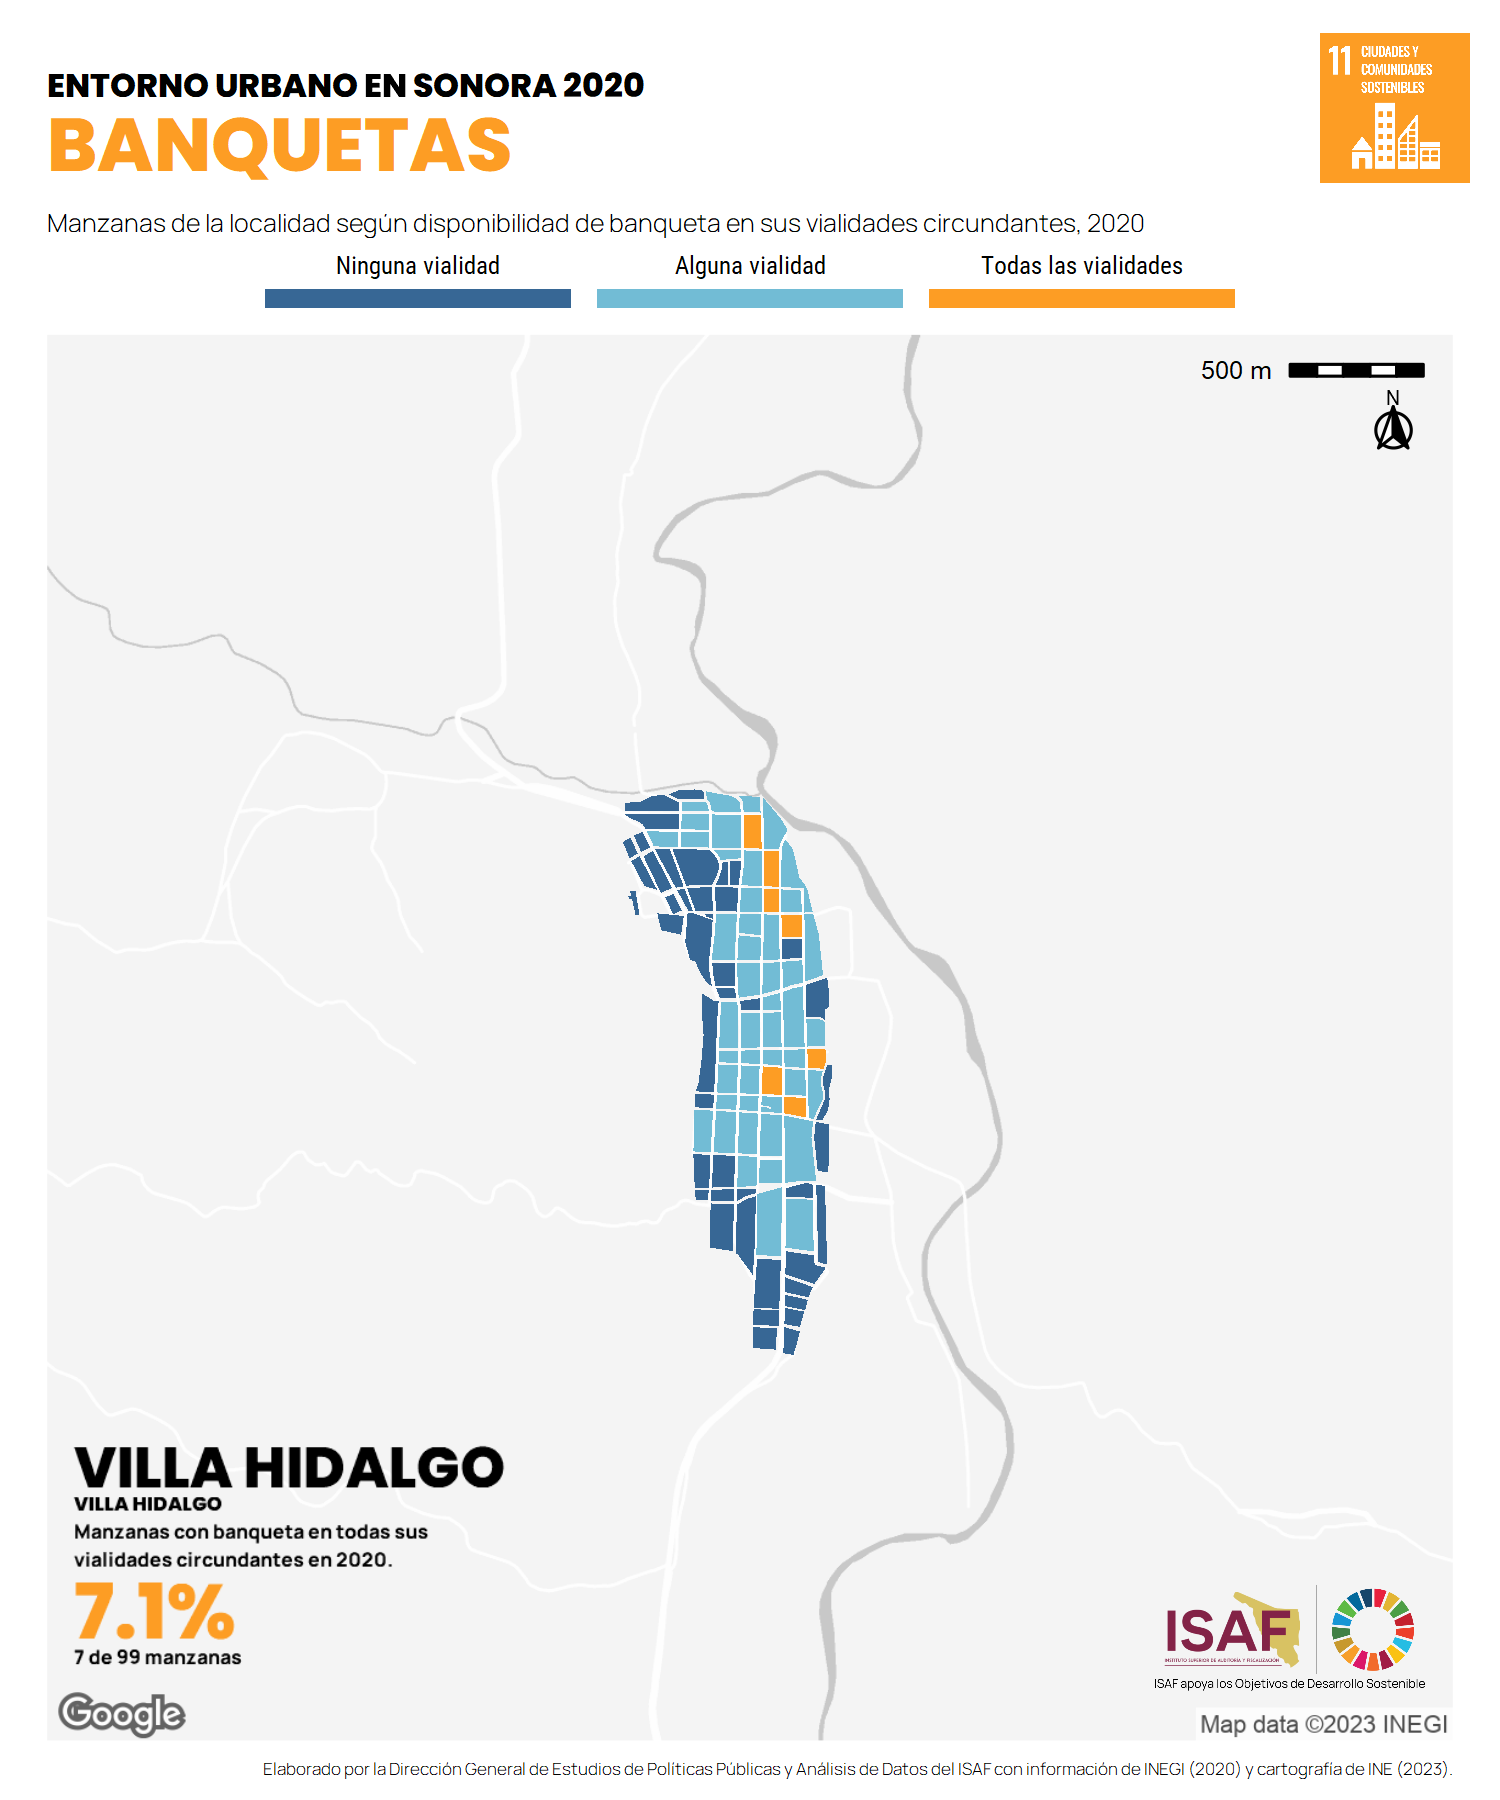 ENTORNO URBANO EN SONORA 2020
BANQUETAS
11 CIUDADES Y
COMUNIDADES
SOSTENIBLES
Manzanas de la localidad según disponibilidad de banqueta en sus vialidades circundantes, 2020
Ninguna vialidad
Alguna vialidad
Todas las vialidades
500 m
N
VILLA HIDALGO
VILLA HIDALGO
Manzanas con banqueta en todas sus
vialidades circundantes en 2020.
7.1%
7 de 99 manzanas
Google
ISAF
INSTITUTO SUPERIOR DE AUDITORÍA Y FISCALIZACIÓN
ISAF apoya los Objetivos de Desarrollo Sostenible
Map data ©2023 INEGI
Elaborado por la Dirección General de Estudios de Políticas Públicas y Análisis de Datos del ISAF con información de INEGI (2020) y cartografía de INE (2023).